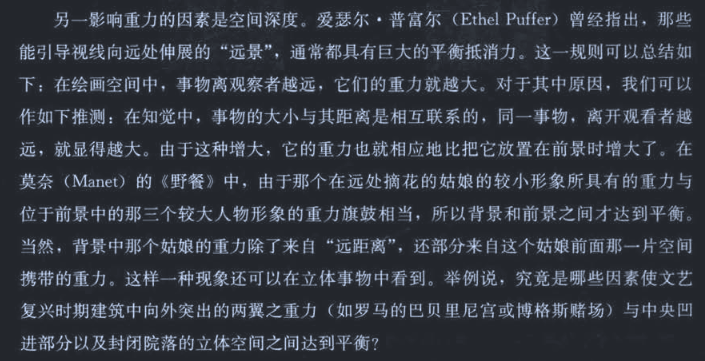 另一影响重力的因素是空间深度。爱瑟尔·普富尔（Ethel Puffer）曾经指出，那些
能引导视线向远处伸展的“远景”，通常都具有巨大的平衡抵消力。这一规则可以总结如
下：在绘画空间中，事物离观察者越远，它们的重力就越大。对于其中原因，我们可以
作如下推测：在知觉中，事物的大小与其距离是相互联系的，同一事物，离开观看者越
远，就显得越大。由于这种增大，它的重力也就相应地比把它放置在前景时增大了。在
莫奈（Manet）的《野餐》中，由于那个在远处摘花的姑娘的较小形象所具有的重力与
位于前景中的那三个较大人物形象的重力旗鼓相当，所以背景和前景之间才达到平衡。
当然，背景中那个姑娘的重力除了来自“远距离”，还部分来自这个姑娘前面那一片空间
携带的重力。这样一种现象还可以在立体事物中看到。举例说，究竟是哪些因素使文艺
复兴时期建筑中向外突出的两翼之重力（如罗马的巴贝里尼宫或博格斯赌场）与中央凹
进部分以及封闭院落的立体空间之间达到平衡？